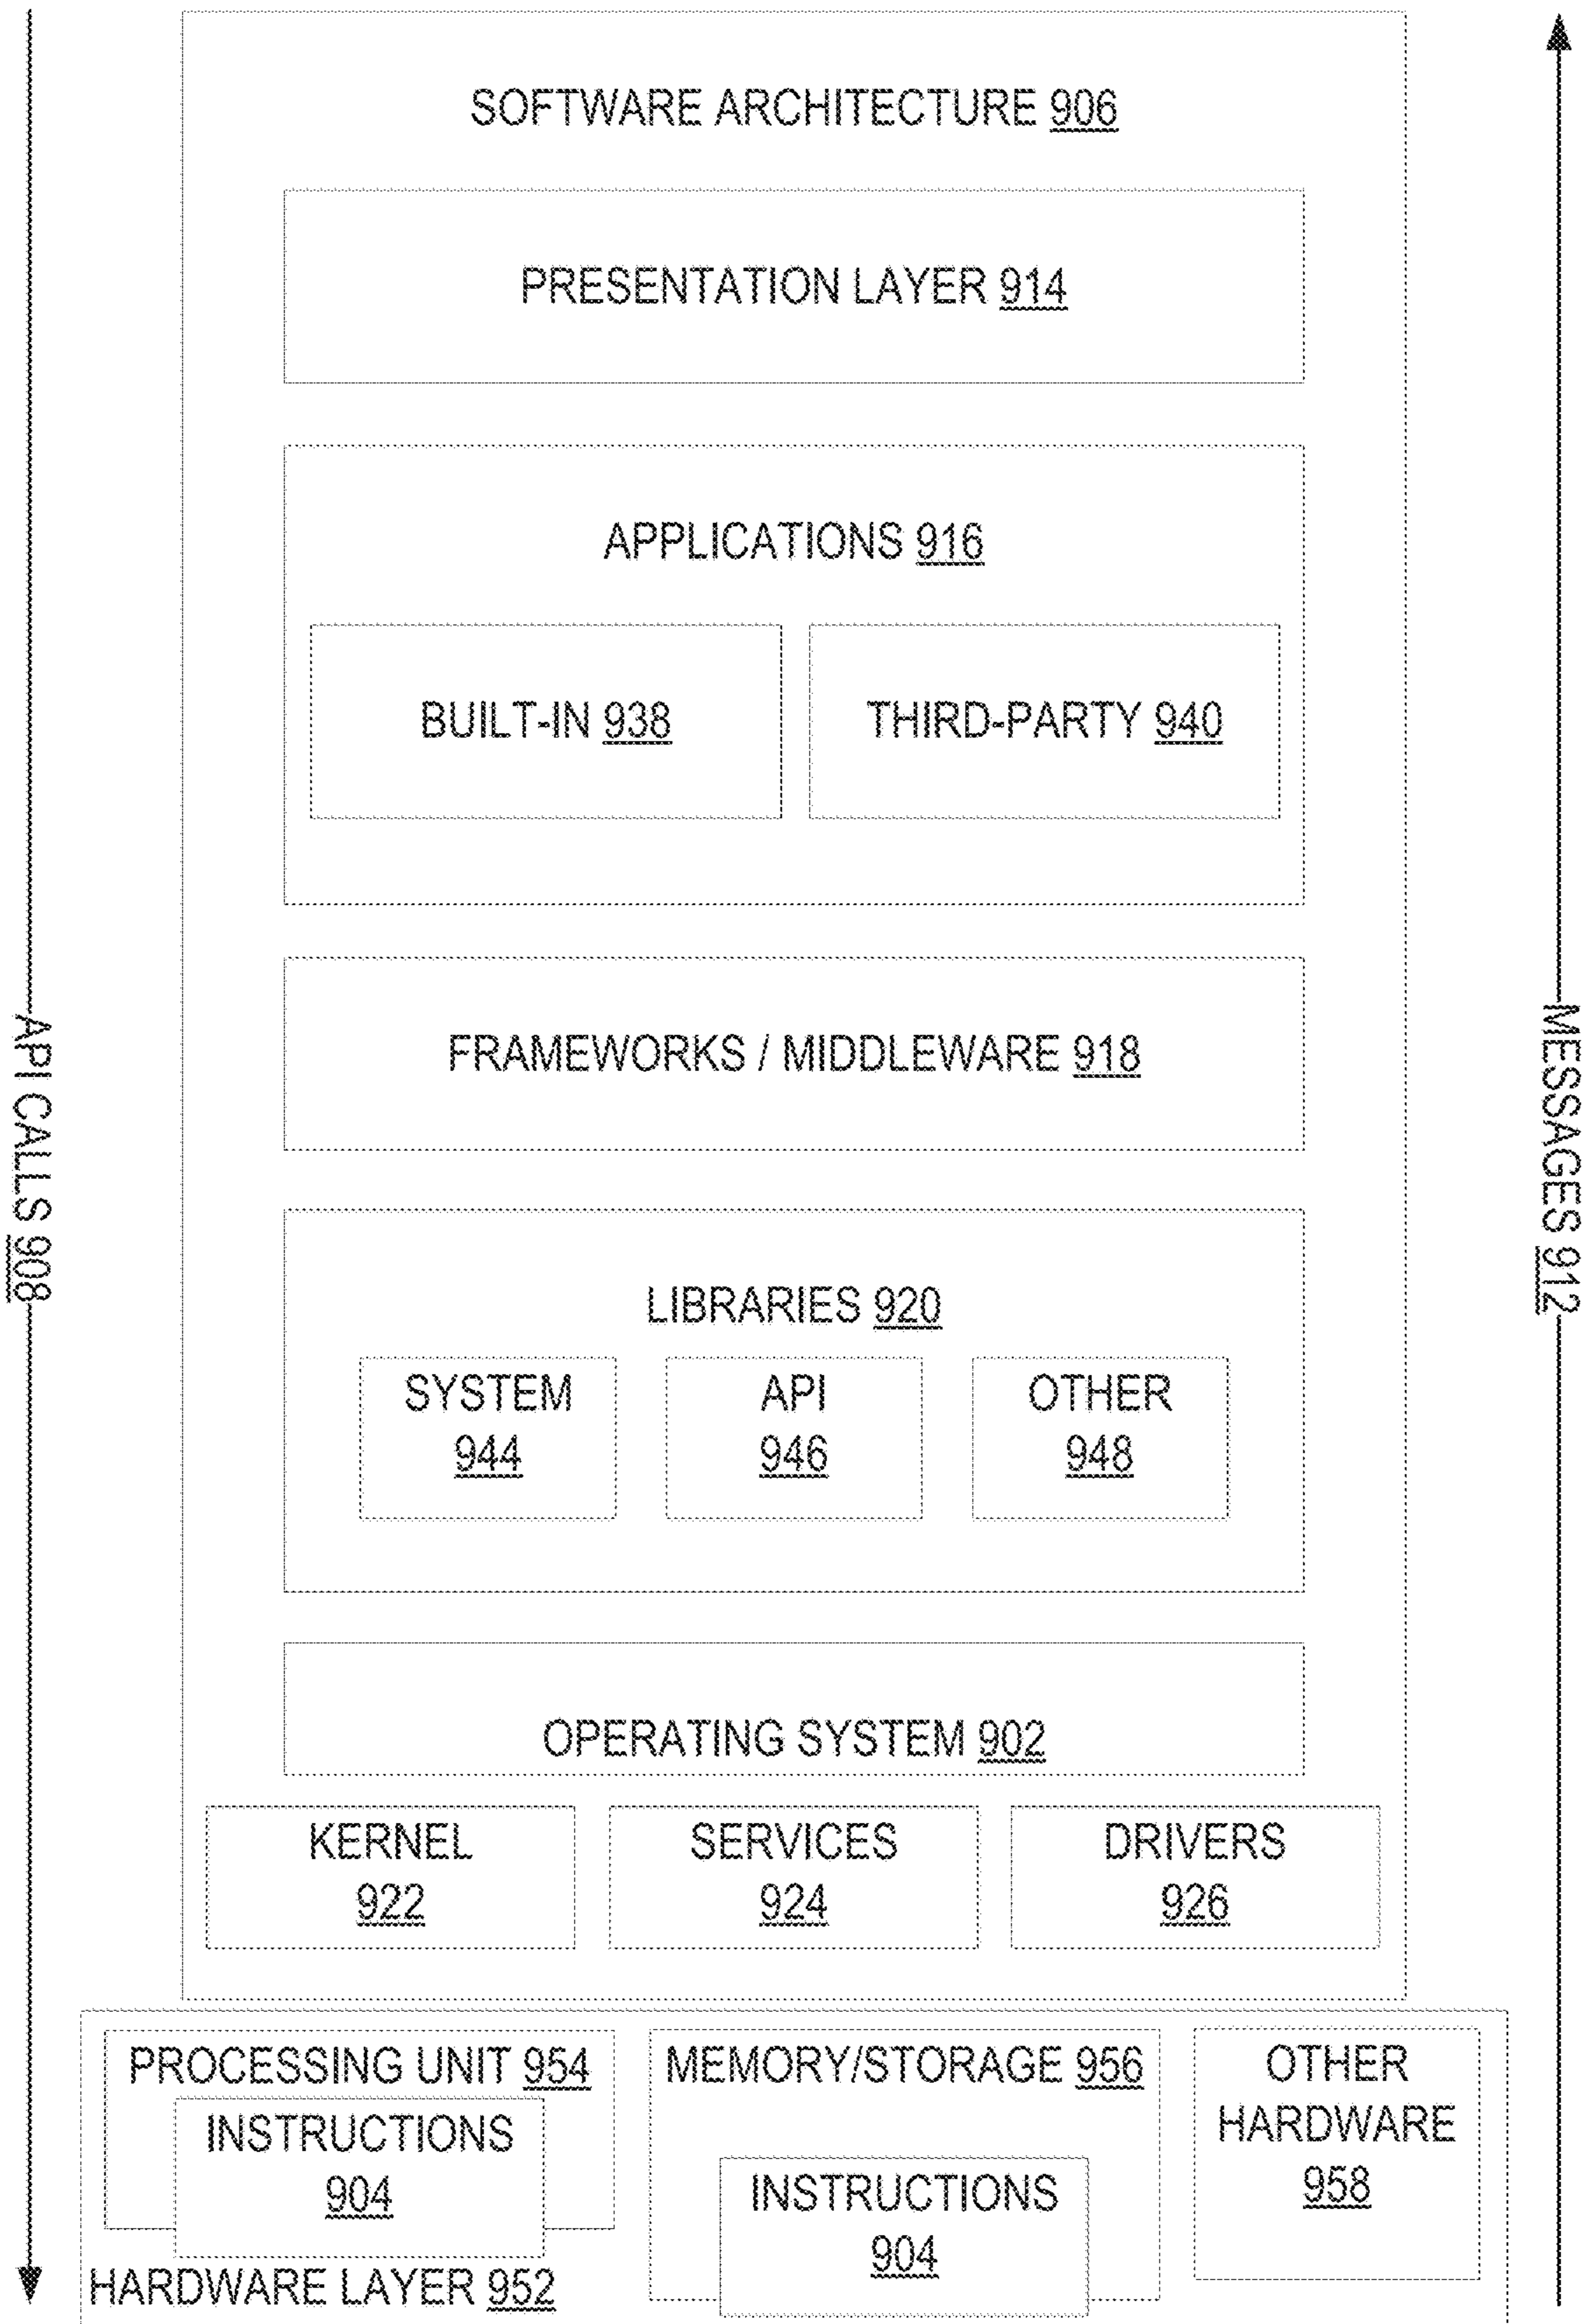 SOFTWARE ARCHITECTURE 906
PRESENTATION LAYER 914
APPLICATIONS 916
BUILT-IN 938
THIRD-PARTY 940
FRAMEWORKS / MIDDLEWARE 918
API CALLS 908
MESSAGES 912
LIBRARIES 920
SYSTEM
944
API
946
OTHER
948
OPERATING SYSTEM 902
KERNEL
922
SERVICES
924
DRIVERS
926
PROCESSING UNIT 954
INSTRUCTIONS
904
MEMORY/STORAGE 956
INSTRUCTIONS
904
OTHER
HARDWARE
958
HARDWARE LAYER 952